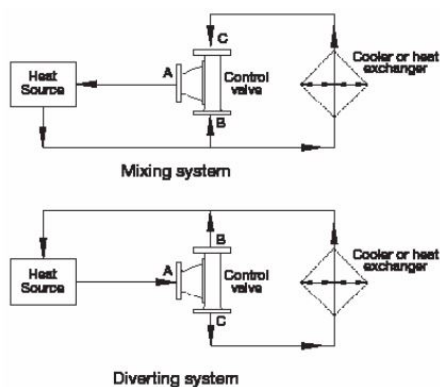 C
Cooler or heat
exchanger
Heat
Source
A
Control
valve
B
Mixing system
B
Cooler or heat
exchanger
Heat
Source
A
Control
valve
C
Diverting system